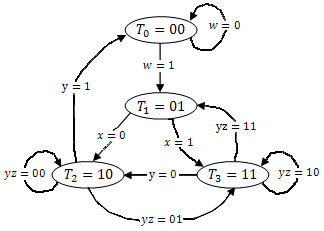 T₀ = 00
w = 0
w = 1
y = 1
T₁ = 01
x = 0
x = 1
yz = 11
yz = 00
T₂ = 10
y = 0
T₃ = 11
yz = 10
yz = 01